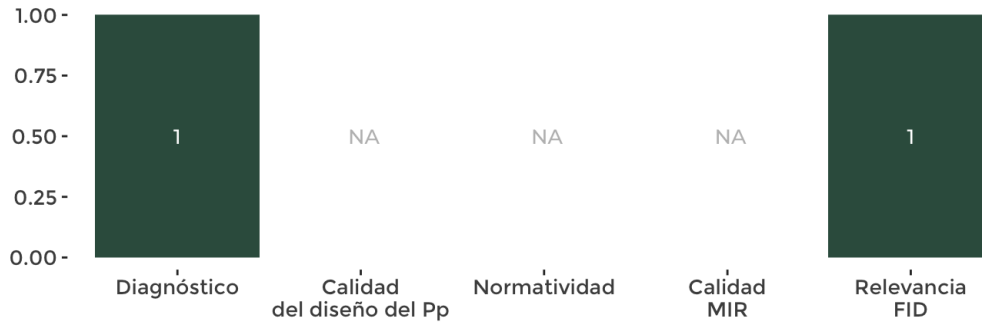 1.00
0.75
0.50
0.25
0.00
1
NA
NA
NA
1
Diagnóstico
Calidad
del diseño del Pp
Normatividad
Calidad
MIR
Relevancia
FID